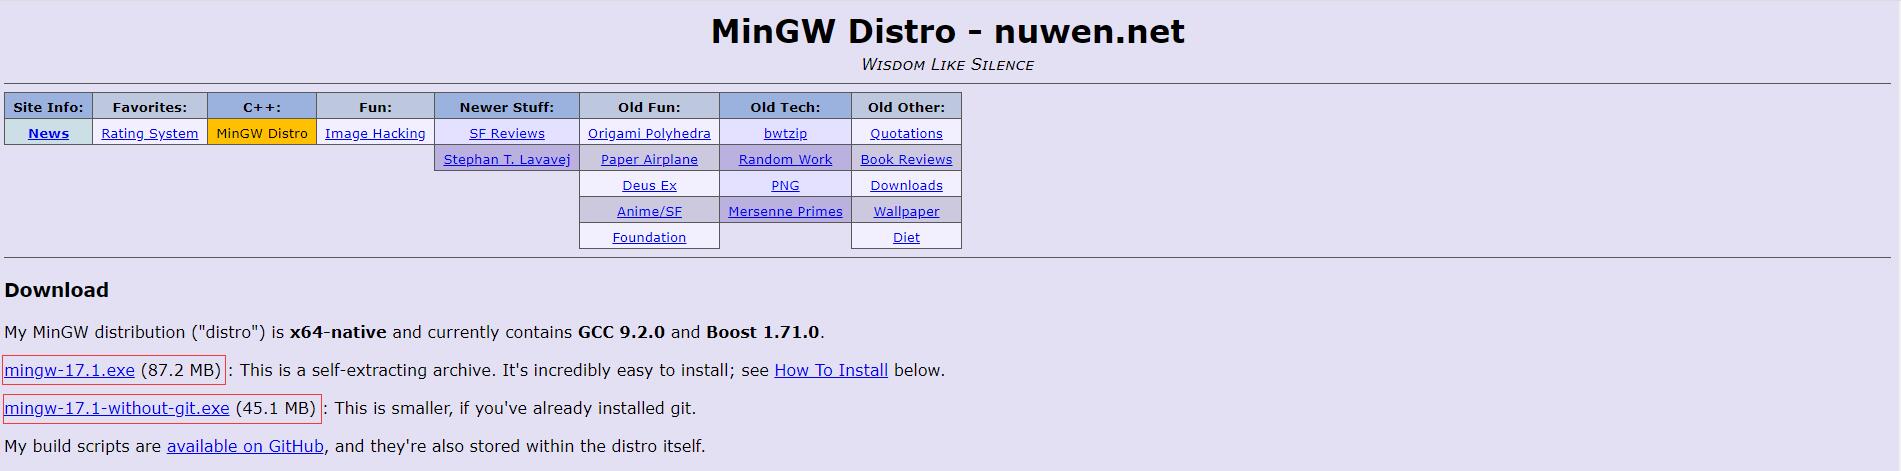 MinGW Distro - nuwen.net
Wisdom Like Silence
Site Info: Favorites: C++: Fun: Newer Stuff: Old Fun: Old Tech: Old Other:
News Rating System MinGW Distro Image Hacking SF Reviews Origami Polyhedra bwtzip Quotations
Stephan T. Lavavej Paper Airplane Random Work Book Reviews
Deus Ex PNG Downloads
Anime/SF Mersenne Primes Wallpaper
Foundation Diet
Download
My MinGW distribution ("distro") is x64-native and currently contains GCC 9.2.0 and Boost 1.71.0.
mingw-17.1.exe (87.2 MB) : This is a self-extracting archive. It's incredibly easy to install; see How To Install below.
mingw-17.1-without-git.exe (45.1 MB) : This is smaller, if you've already installed git.
My build scripts are available on GitHub, and they're also stored within the distro itself.